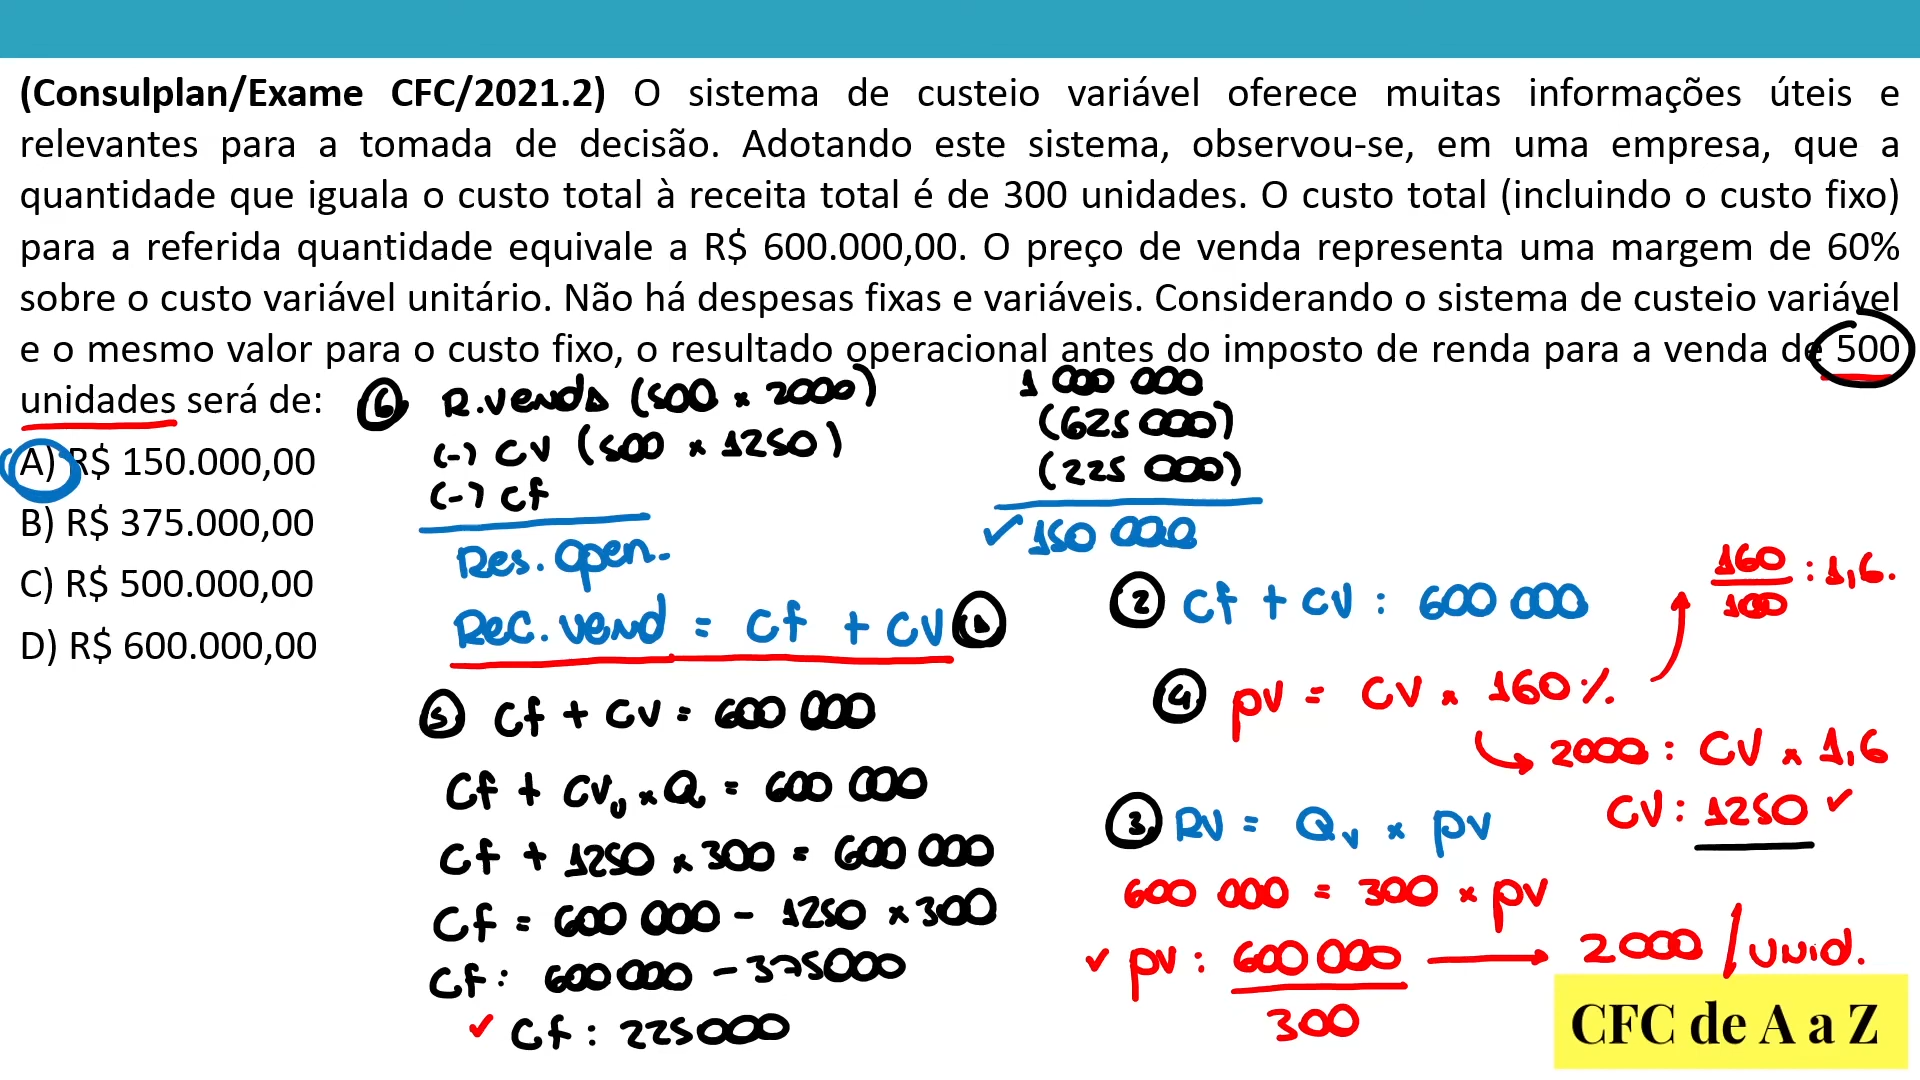 (Consulplan/Exame CFC/2021.2) O sistema de custeio variável oferece muitas informações úteis e
relevantes para a tomada de decisão. Adotando este sistema, observou-se, em uma empresa, que a
quantidade que iguala o custo total à receita total é de 300 unidades. O custo total (incluindo o custo fixo)
para a referida quantidade equivale a R$ 600.000,00. O preço de venda representa uma margem de 60%
sobre o custo variável unitário. Não há despesas fixas e variáveis. Considerando o sistema de custeio variável
e o mesmo valor para o custo fixo, o resultado operacional antes do imposto de renda para a venda de 500
unidades será de:
A) R$ 150.000,00
B) R$ 375.000,00
C) R$ 500.000,00
D) R$ 600.000,00
6 R.venda (500 x 2000) 1 000 000
(-) CV (500 x 1250) (625 000)
(-) Cf (225 000)
Res. Oper. ✓ 150 000
Rec. vend = Cf + CV 1
2 Cf + CV : 600 000
160/100 : 1,6.
3 RV = Qv x pv
600 000 = 300 x pv
✓ pv : 600 000 / 300 → 2000 / unid.
4 pv = CV x 160%
2000 : CV x 1,6
CV : 1250 ✓
5 Cf + CV = 600 000
Cf + CVu x Q = 600 000
Cf + 1250 x 300 = 600 000
Cf = 600 000 - 1250 x 300
Cf : 600 000 - 375000
✓ Cf : 225000
CFC de A a Z